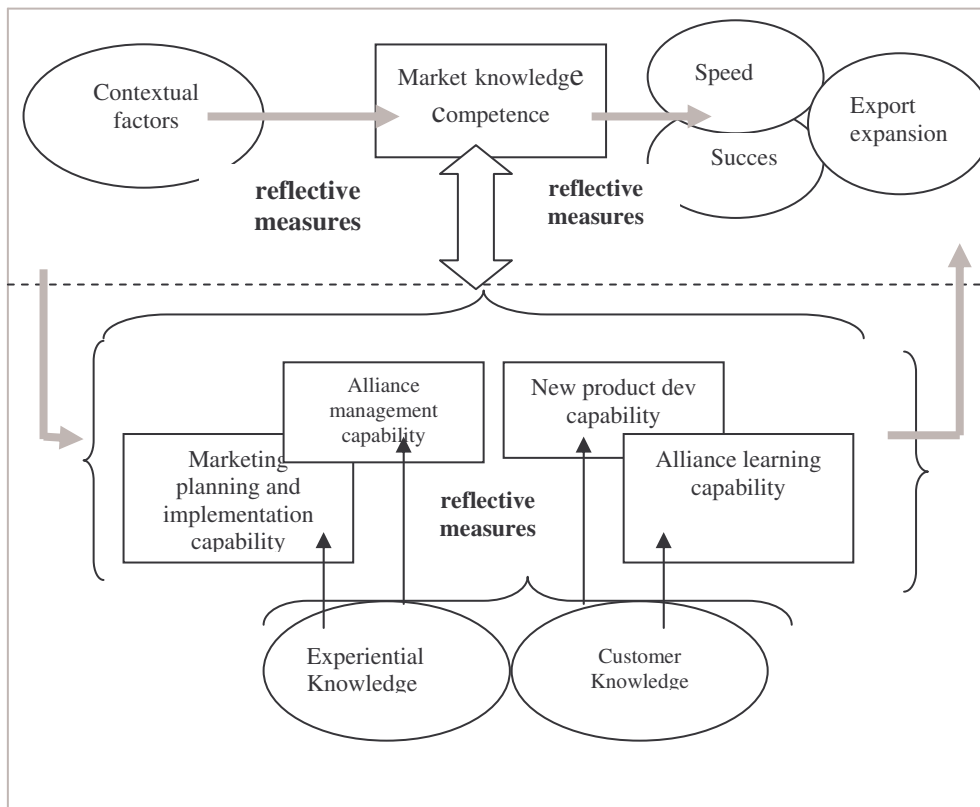 Contextual
factors
Market knowledge
competence
Speed
Succes
Export
expansion
reflective
measures
reflective
measures
Alliance
management
capability
New product dev
capability
Marketing
planning and
implementation
capability
Alliance learning
capability
reflective
measures
Experiential
Knowledge
Customer
Knowledge